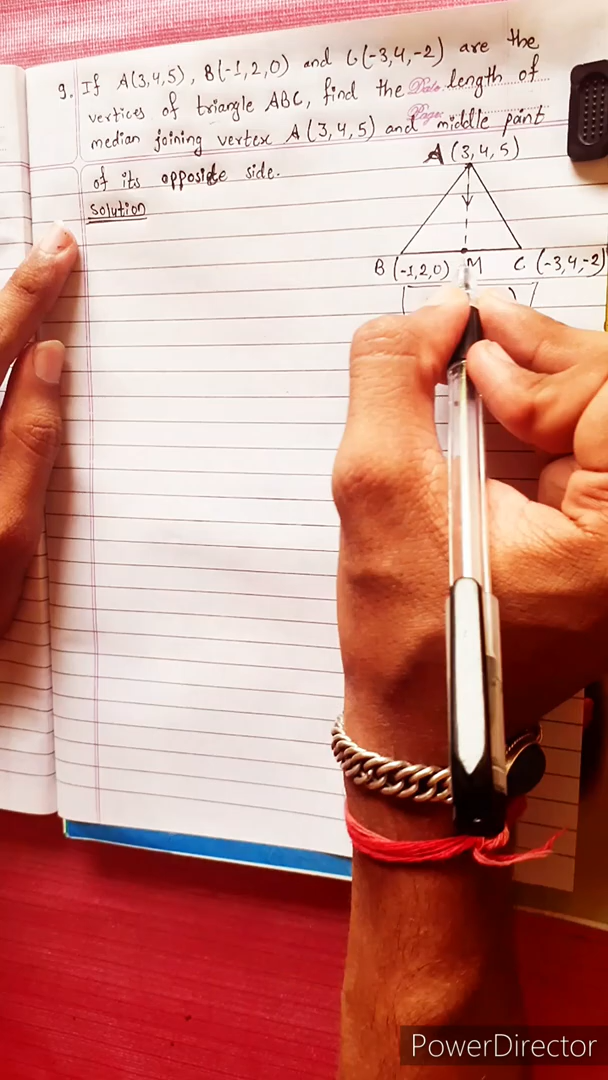 9. If A(3,4,5), B(-1,2,0) and C(-3,4,-2) are the
Date:
vertices of triangle ABC, find the length of
Page:
median joining vertex A(3,4,5) and middle point
of its opposite side.
Solution
A (3,4,5)
B (-1,2,0) M C (-3,4,-2)
PowerDirector